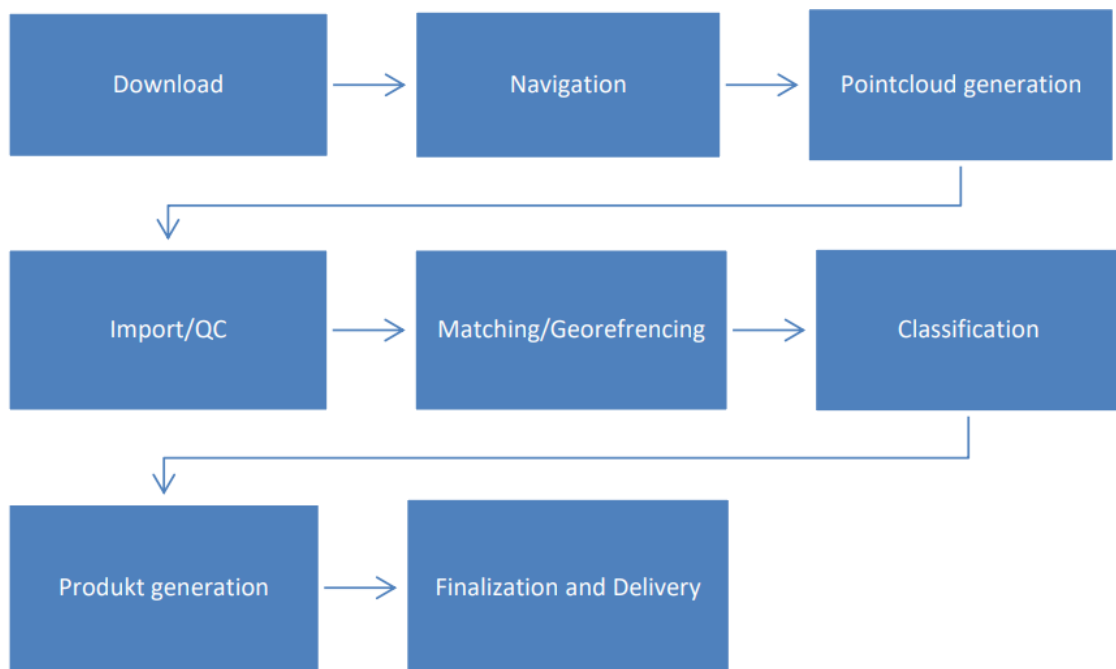 Download
Navigation
Pointcloud generation
Import/QC
Matching/Georefrencing
Classification
Produkt generation
Finalization and Delivery